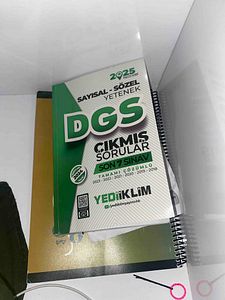 2025
SAYISAL - SÖZEL
YETENEK
DGS
ÇIKMIŞ
SORULAR
SON 7 SINAV
TAMAMI ÇÖZÜMLÜ
YEDİİKLİM